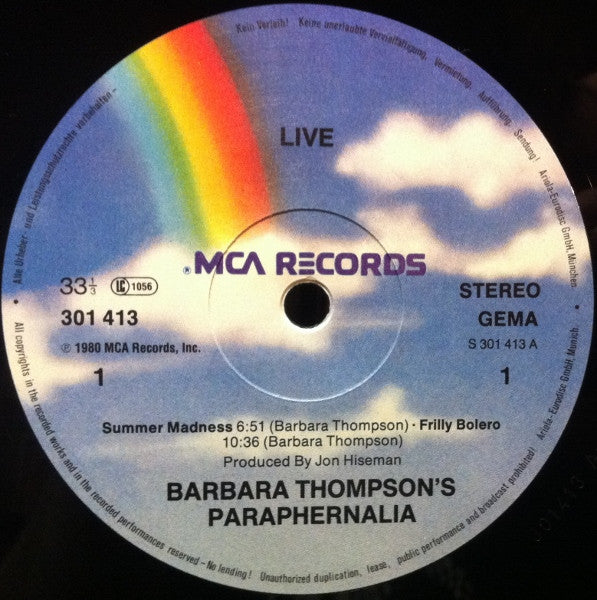 LIVE
® MCA RECORDS
33⅓ LC 1056
301 413
℗ 1980 MCA Records, Inc.
1
STEREO
GEMA
S 301 413 A
1
Summer Madness 6:51 (Barbara Thompson) · Frilly Bolero
10:36 (Barbara Thompson)
Produced By Jon Hiseman
BARBARA THOMPSON'S
PARAPHERNALIA
• Alle Urheber- und Leistungsschutzrechte vorbehalten – Kein Verleih! Keine unerlaubte Vervielfältigung, Vermietung, Aufführung, Sendung! Ariola-Eurodisc GmbH, München
• All copyrights in the recorded works and in the recorded performances reserved – No lending! Unauthorized duplication, lease, public performance and broadcast prohibited! Ariola-Eurodisc GmbH, Munich •